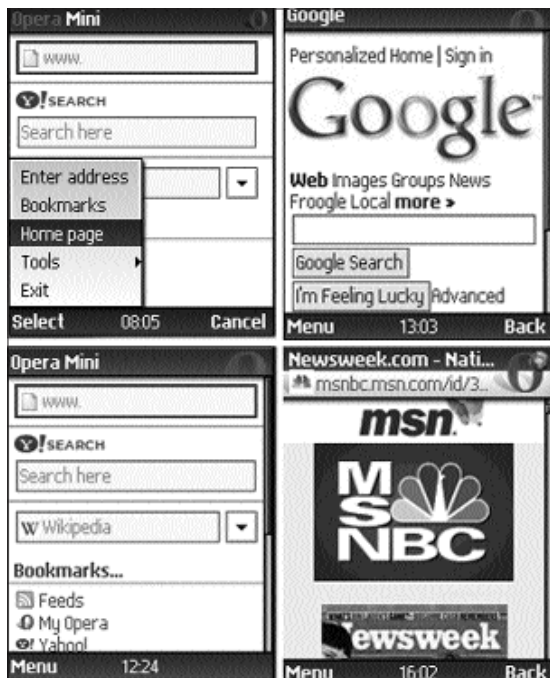 Opera Mini
www.
Y! SEARCH
Search here
Enter address
Bookmarks
Home page
Tools
Exit
Select 08:05 Cancel
Google
Personalized Home | Sign in
Google™
Web Images Groups News
Froogle Local more »
Google Search
I'm Feeling Lucky Advanced
Menu 13:03 Back
Opera Mini
www.
Y! SEARCH
Search here
W Wikipedia
Bookmarks...
Feeds
My Opera
Yahoo!
Menu 12:24
Newsweek.com - Nati...
msnbc.msn.com/id/3...
msn
MSNBC
Newsweek
Menu 16:02 Back